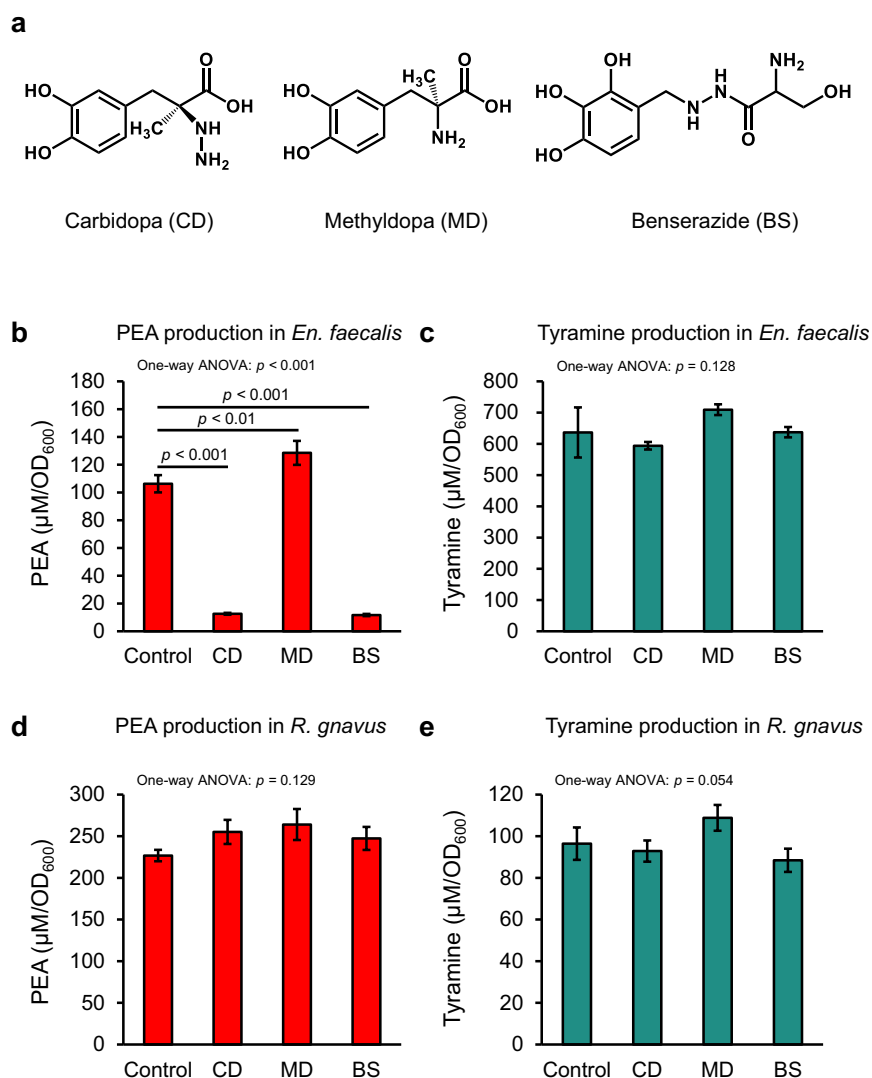 a
HO
HO
O
OH
H₃C
NH
NH₂
HO
HO
CH₃
O
OH
NH₂
OH
HO
HO
N
H
H
N
O
NH₂
OH
Carbidopa (CD)
Methyldopa (MD)
Benserazide (BS)
b
PEA production in En. faecalis
One-way ANOVA: p < 0.001
p < 0.001
p < 0.01
p < 0.001
PEA (μM/OD₆₀₀)
180
160
140
120
100
80
60
40
20
0
Control CD MD BS
c
Tyramine production in En. faecalis
One-way ANOVA: p = 0.128
Tyramine (μM/OD₆₀₀)
800
700
600
500
400
300
200
100
0
Control CD MD BS
d
PEA production in R. gnavus
One-way ANOVA: p = 0.129
PEA (μM/OD₆₀₀)
300
250
200
150
100
50
0
Control CD MD BS
e
Tyramine production in R. gnavus
One-way ANOVA: p = 0.054
Tyramine (μM/OD₆₀₀)
120
100
80
60
40
20
0
Control CD MD BS